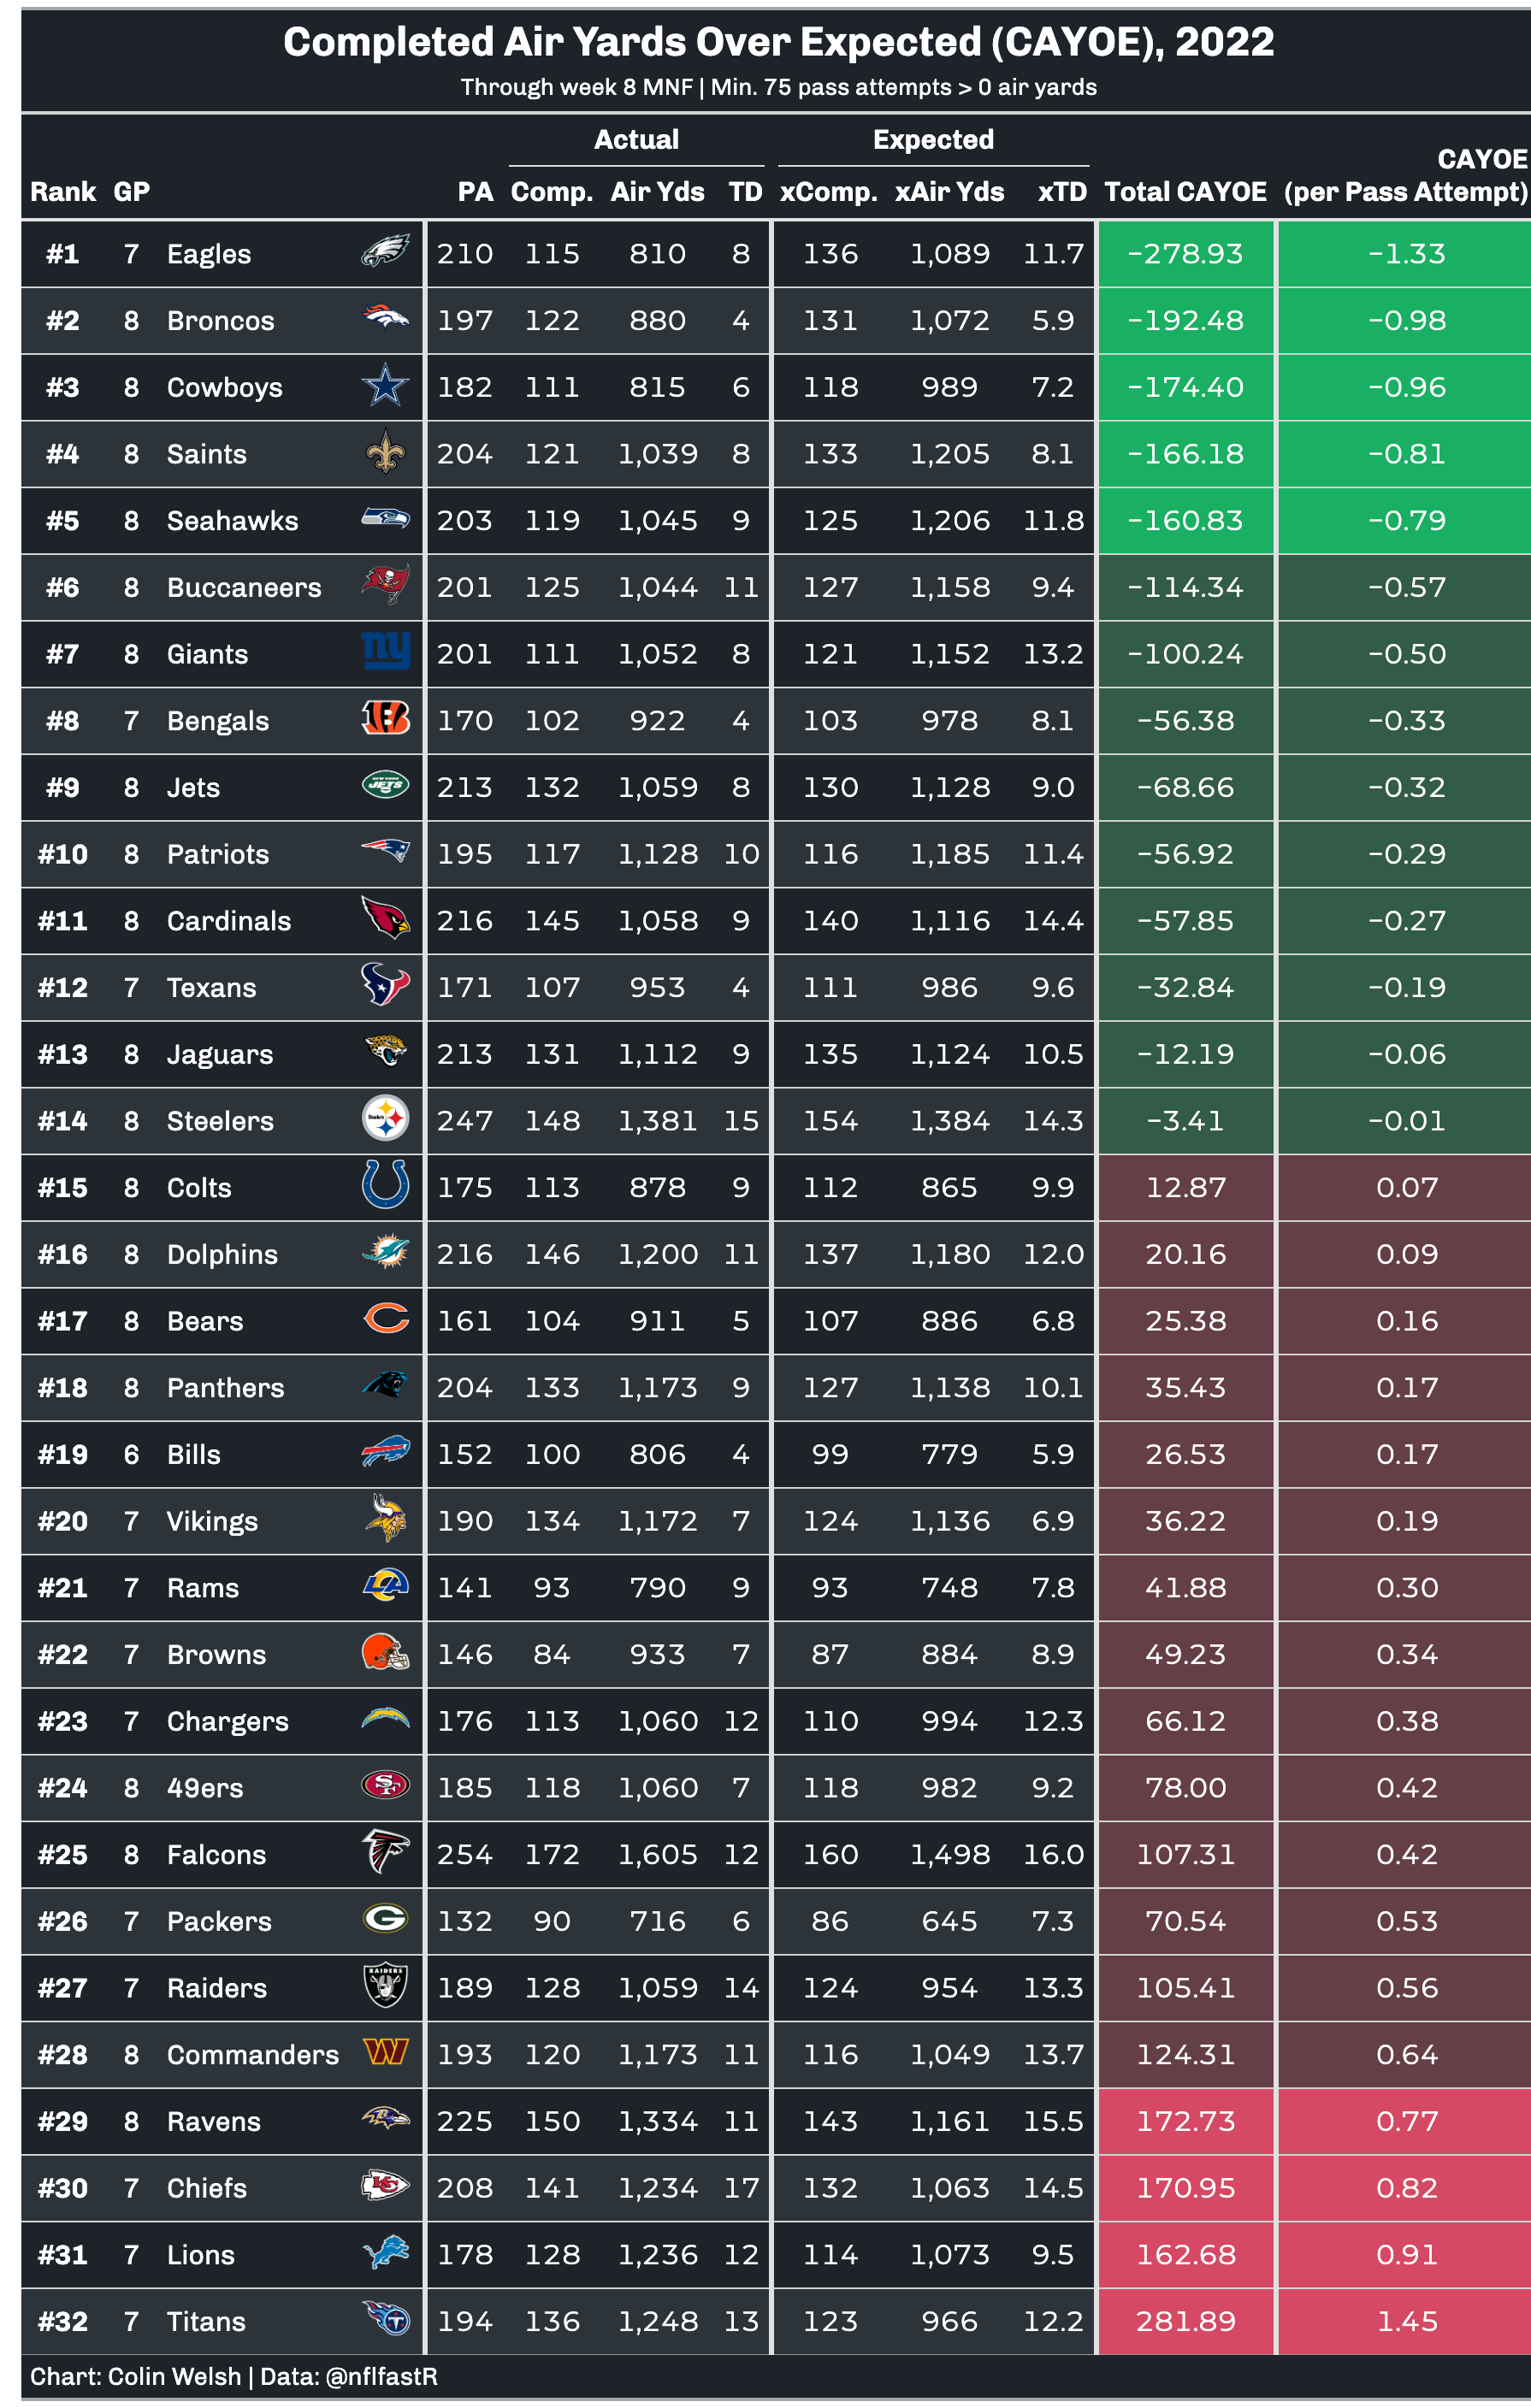 Completed Air Yards Over Expected (CAYOE), 2022
Through week 8 MNF | Min. 75 pass attempts > 0 air yards
Actual Expected CAYOE
Rank GP PA Comp. Air Yds TD xComp. xAir Yds xTD Total CAYOE (per Pass Attempt)
#1 7 Eagles 210 115 810 8 136 1,089 11.7 −278.93 −1.33
#2 8 Broncos 197 122 880 4 131 1,072 5.9 −192.48 −0.98
#3 8 Cowboys 182 111 815 6 118 989 7.2 −174.40 −0.96
#4 8 Saints 204 121 1,039 8 133 1,205 8.1 −166.18 −0.81
#5 8 Seahawks 203 119 1,045 9 125 1,206 11.8 −160.83 −0.79
#6 8 Buccaneers 201 125 1,044 11 127 1,158 9.4 −114.34 −0.57
#7 8 Giants ny 201 111 1,052 8 121 1,152 13.2 −100.24 −0.50
#8 7 Bengals B 170 102 922 4 103 978 8.1 −56.38 −0.33
#9 8 Jets NEW YORK JETS 213 132 1,059 8 130 1,128 9.0 −68.66 −0.32
#10 8 Patriots 195 117 1,128 10 116 1,185 11.4 −56.92 −0.29
#11 8 Cardinals 216 145 1,058 9 140 1,116 14.4 −57.85 −0.27
#12 7 Texans 171 107 953 4 111 986 9.6 −32.84 −0.19
#13 8 Jaguars 213 131 1,112 9 135 1,124 10.5 −12.19 −0.06
#14 8 Steelers Steelers 247 148 1,381 15 154 1,384 14.3 −3.41 −0.01
#15 8 Colts 175 113 878 9 112 865 9.9 12.87 0.07
#16 8 Dolphins 216 146 1,200 11 137 1,180 12.0 20.16 0.09
#17 8 Bears C 161 104 911 5 107 886 6.8 25.38 0.16
#18 8 Panthers 204 133 1,173 9 127 1,138 10.1 35.43 0.17
#19 6 Bills 152 100 806 4 99 779 5.9 26.53 0.17
#20 7 Vikings 190 134 1,172 7 124 1,136 6.9 36.22 0.19
#21 7 Rams LA 141 93 790 9 93 748 7.8 41.88 0.30
#22 7 Browns 146 84 933 7 87 884 8.9 49.23 0.34
#23 7 Chargers 176 113 1,060 12 110 994 12.3 66.12 0.38
#24 8 49ers SF 185 118 1,060 7 118 982 9.2 78.00 0.42
#25 8 Falcons 254 172 1,605 12 160 1,498 16.0 107.31 0.42
#26 7 Packers G 132 90 716 6 86 645 7.3 70.54 0.53
#27 7 Raiders RAIDERS 189 128 1,059 14 124 954 13.3 105.41 0.56
#28 8 Commanders W 193 120 1,173 11 116 1,049 13.7 124.31 0.64
#29 8 Ravens B 225 150 1,334 11 143 1,161 15.5 172.73 0.77
#30 7 Chiefs KC 208 141 1,234 17 132 1,063 14.5 170.95 0.82
#31 7 Lions 178 128 1,236 12 114 1,073 9.5 162.68 0.91
#32 7 Titans T 194 136 1,248 13 123 966 12.2 281.89 1.45
Chart: Colin Welsh | Data: @nflfastR